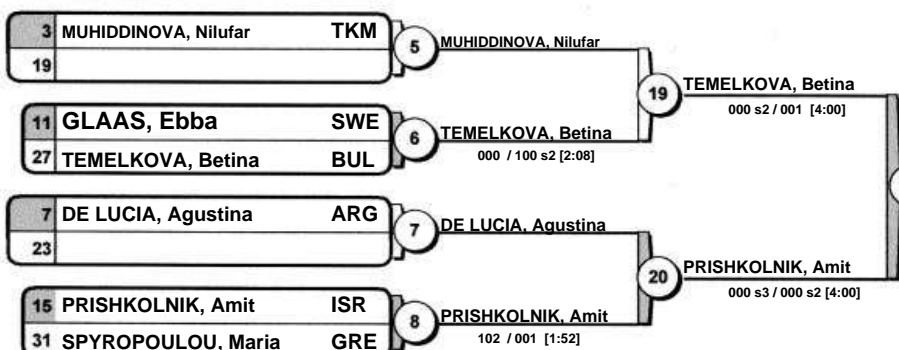 3 MUHIDDINOVA, Nilufar TKM
19
5
MUHIDDINOVA, Nilufar
11 GLAAS, Ebba SWE
27 TEMELKOVA, Betina BUL
6
TEMELKOVA, Betina
000 / 100 s2 [2:08]
19
TEMELKOVA, Betina
000 s2 / 001 [4:00]
7 DE LUCIA, Agustina ARG
23
7
DE LUCIA, Agustina
15 PRISHKOLNIK, Amit ISR
31 SPYROPOULOU, Maria GRE
8
PRISHKOLNIK, Amit
102 / 001 [1:52]
20
PRISHKOLNIK, Amit
000 s3 / 000 s2 [4:00]